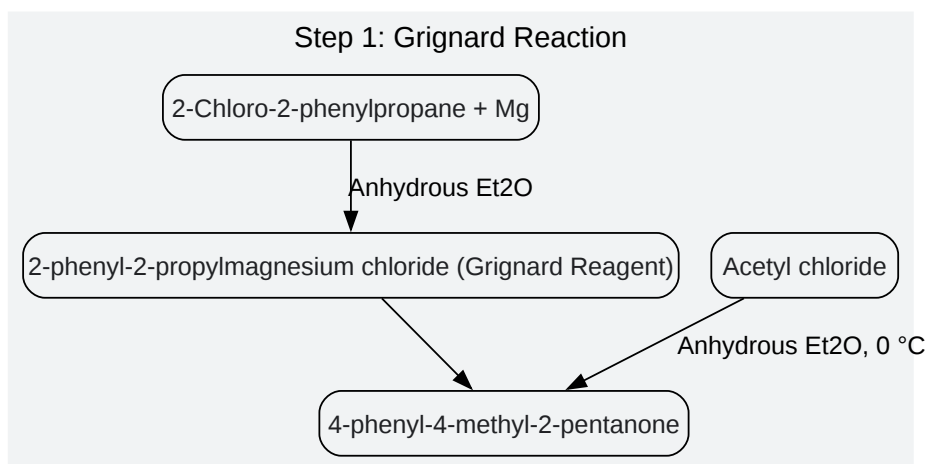 Step 1: Grignard Reaction
2-Chloro-2-phenylpropane + Mg
Anhydrous Et2O
2-phenyl-2-propylmagnesium chloride (Grignard Reagent)
Acetyl chloride
Anhydrous Et2O, 0 °C
4-phenyl-4-methyl-2-pentanone